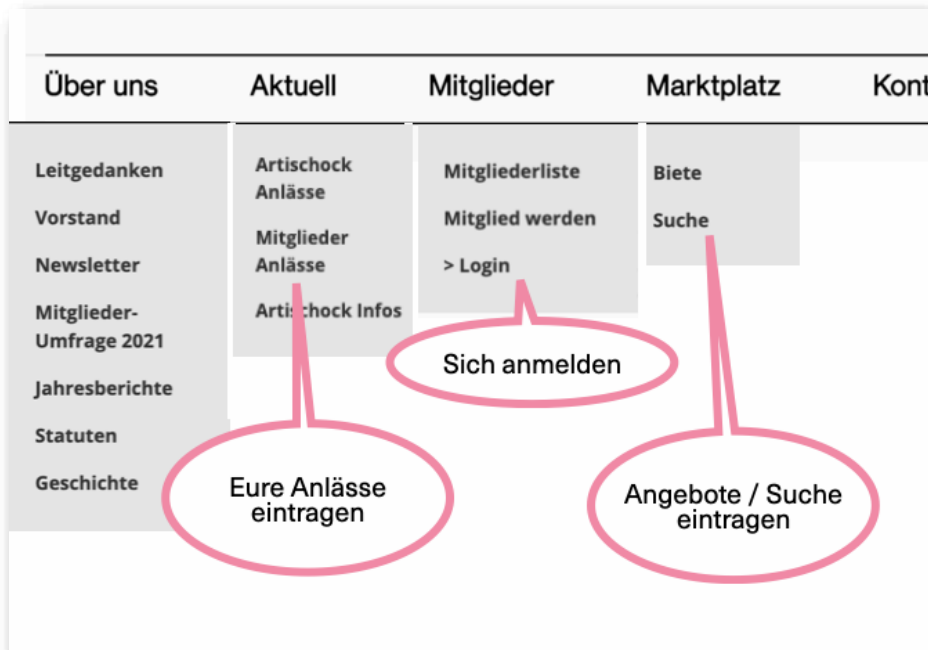 Über uns
Aktuell
Mitglieder
Marktplatz
Kont
Leitgedanken
Vorstand
Newsletter
Mitglieder-
Umfrage 2021
Jahresberichte
Statuten
Geschichte
Artischock
Anlässe
Mitglieder
Anlässe
Artischock Infos
Mitgliederliste
Mitglied werden
> Login
Biete
Suche
Sich anmelden
Eure Anlässe
eintragen
Angebote / Suche
eintragen